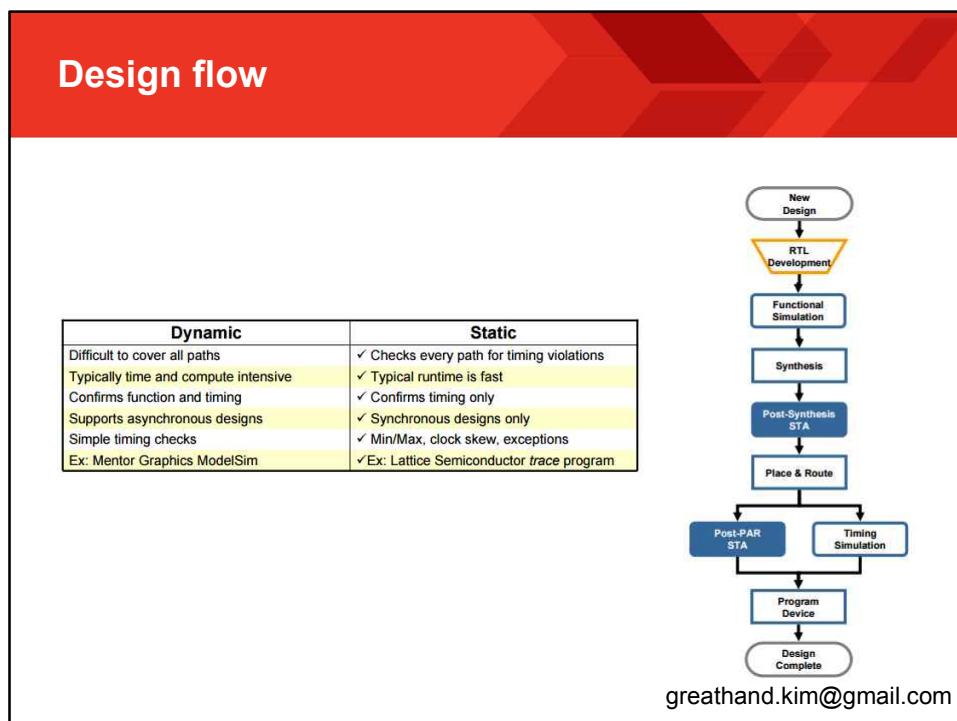 Design flow
Dynamic Static
Difficult to cover all paths ✓ Checks every path for timing violations
Typically time and compute intensive ✓ Typical runtime is fast
Confirms function and timing ✓ Confirms timing only
Supports asynchronous designs ✓ Synchronous designs only
Simple timing checks ✓ Min/Max, clock skew, exceptions
Ex: Mentor Graphics ModelSim ✓Ex: Lattice Semiconductor trace program
New
Design
RTL
Development
Functional
Simulation
Synthesis
Post-Synthesis
STA
Place & Route
Post-PAR
STA
Timing
Simulation
Program
Device
Design
Complete
greathand.kim@gmail.com